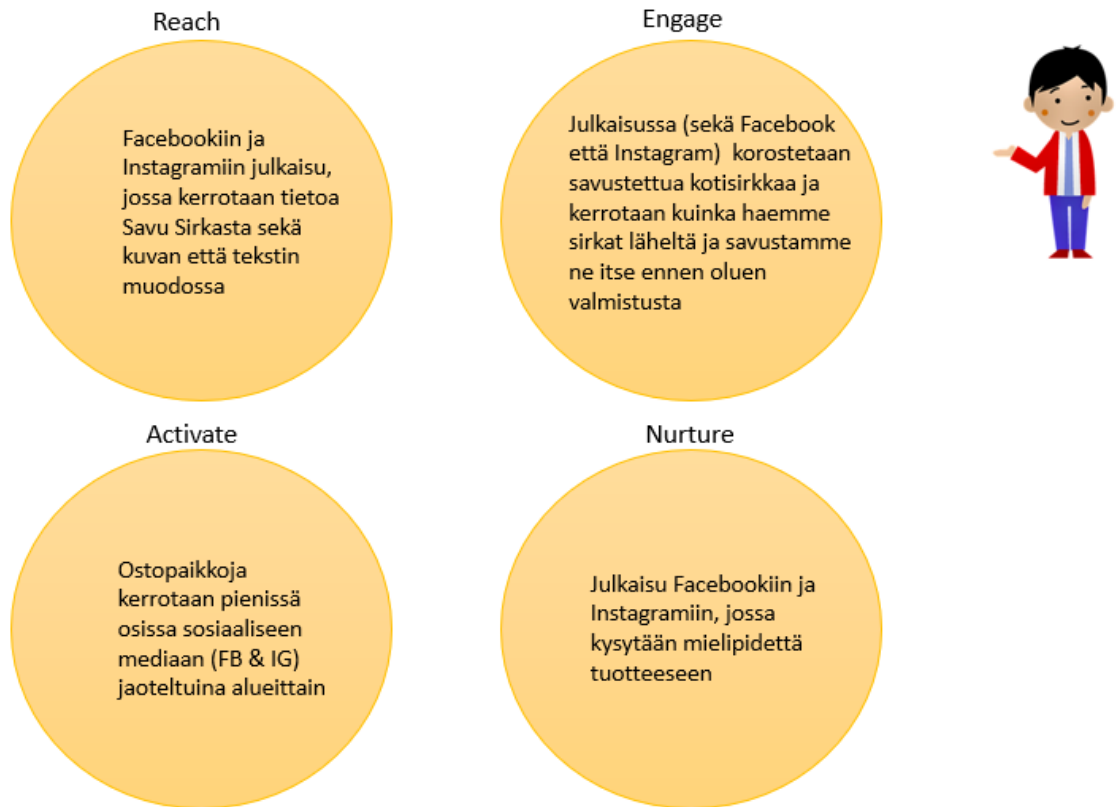 Reach
Facebookiin ja
Instagramiin julkaisu,
jossa kerrotaan tietoa
Savu Sirkasta sekä
kuvan että tekstin
muodossa
Engage
Julkaisussa (sekä Facebook
että Instagram) korostetaan
savustettua kotisirkkaa ja
kerrotaan kuinka haemme
sirkat läheltä ja savustamme
ne itse ennen oluen
valmistusta
Activate
Ostopaikkoja
kerrotaan pienissä
osissa sosiaaliseen
mediaan (FB & IG)
jaoteltuina alueittain
Nurture
Julkaisu Facebookiin ja
Instagramiin, jossa
kysytään mielipidettä
tuotteeseen